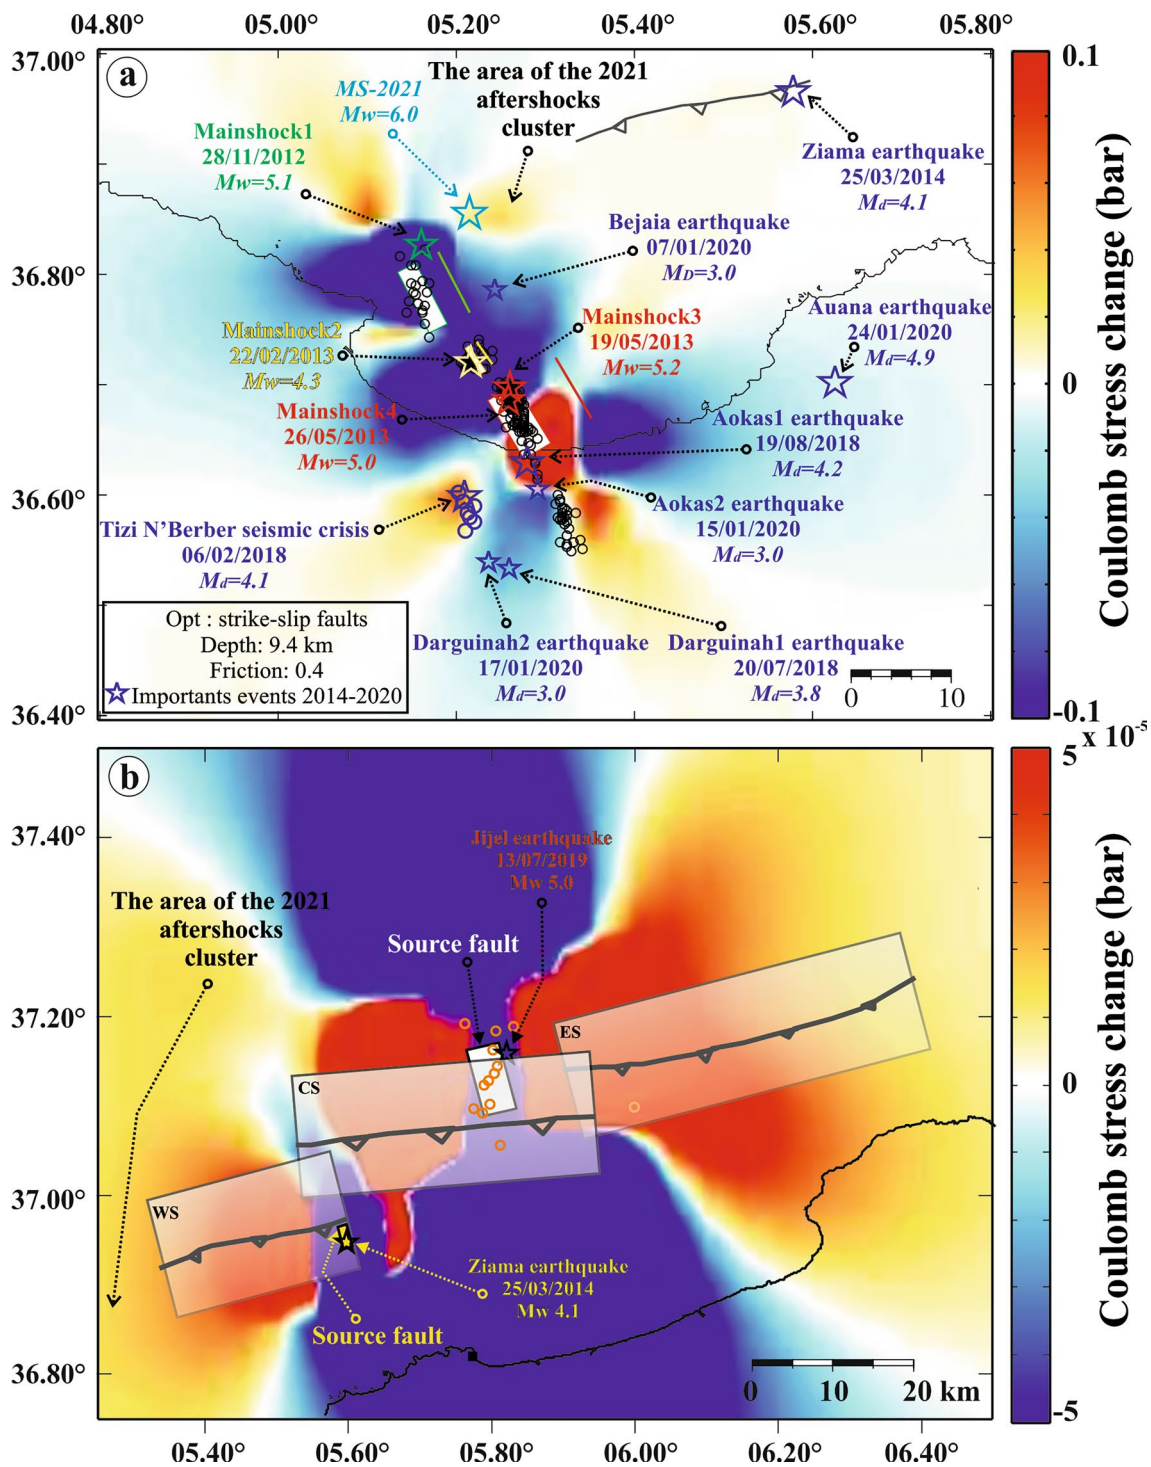 04.80° 05.00° 05.20° 05.40° 05.60° 05.80°
37.00°
36.80°
36.60°
36.40°
a
MS-2021
Mw=6.0
The area of the 2021
aftershocks
cluster
Mainshock1
28/11/2012
Mw=5.1
Ziama earthquake
25/03/2014
Md=4.1
Bejaia earthquake
07/01/2020
MD=3.0
Auana earthquake
24/01/2020
Md=4.9
Mainshock2
22/02/2013
Mw=4.3
Mainshock3
19/05/2013
Mw=5.2
Mainshock4
26/05/2013
Mw=5.0
Aokas1 earthquake
19/08/2018
Md=4.2
Aokas2 earthquake
15/01/2020
Md=3.0
Tizi N’Berber seismic crisis
06/02/2018
Md=4.1
Darguinah2 earthquake
17/01/2020
Md=3.0
Darguinah1 earthquake
20/07/2018
Md=3.8
Opt : strike-slip faults
Depth: 9.4 km
Friction: 0.4
Importants events 2014-2020
0 10
0.1
0
-0.1
Coulomb stress change (bar)
x 10-5
5
0
-5
Coulomb stress change (bar)
b
37.40°
37.20°
37.00°
36.80°
Jijel earthquake
13/07/2019
Mw 5.0
The area of the 2021
aftershocks
cluster
Source fault
ES
CS
WS
Ziama earthquake
25/03/2014
Mw 4.1
Source fault
0 10 20 km
05.40° 05.60° 05.80° 06.00° 06.20° 06.40°